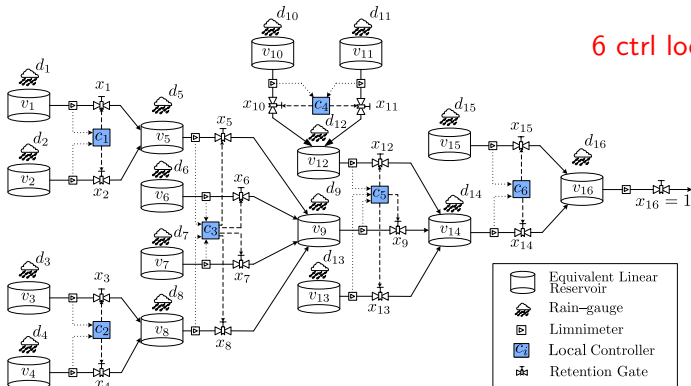 d10 d11
6 ctrl loo
v10 v11
d1 x1
d5
v1
x10 c4 x11
d12
d15 x15
d2
c1
v5 x5
v15 d16
v2
x2
d6 x6
v12 x12
c6
v16
v6
d9
c5
d14
x16 = 1
d7
c3
v9 x9
v14 x14
v7
x7
d3 x3
d8
d13
v3
v13
x13
Equivalent Linear
Reservoir
d4
c2
v8
x8
Rain–gauge
Limnimeter
v4
ci Local Controller
Retention Gate